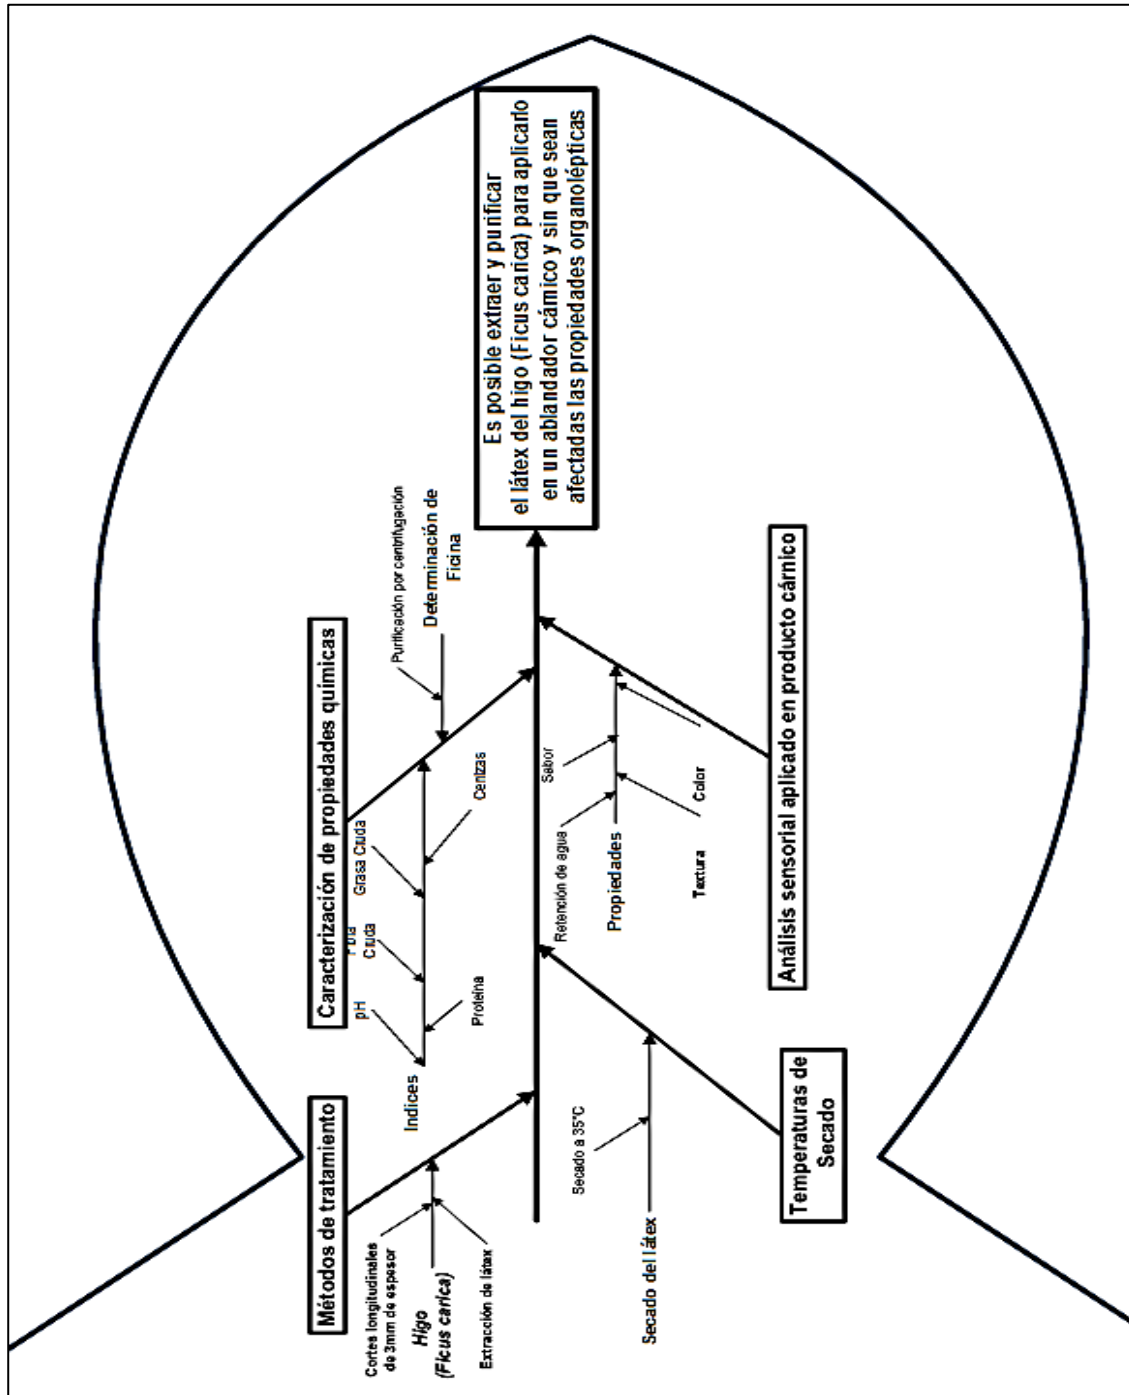 Métodos de tratamiento
Cortes longitudinales
de 3mm de espesor
Higo
(Ficus carica)
Extracción de látex
Caracterización de propiedades químicas
pH
Cruda
Grasa Cruda
Indices
Proteína
Cenizas
Purificación por centrifugación
Determinación de
Ficina
Es posible extraer y purificar
el látex del higo (Ficus carica) para aplicarlo
en un ablandador cárnico y sin que sean
afectadas las propiedades organolépticas
Secado a 35°C
Secado del látex
Temperaturas de
Secado
Retención de agua
Sabor
Propiedades
Textura
Color
Análisis sensorial aplicado en producto cárnico